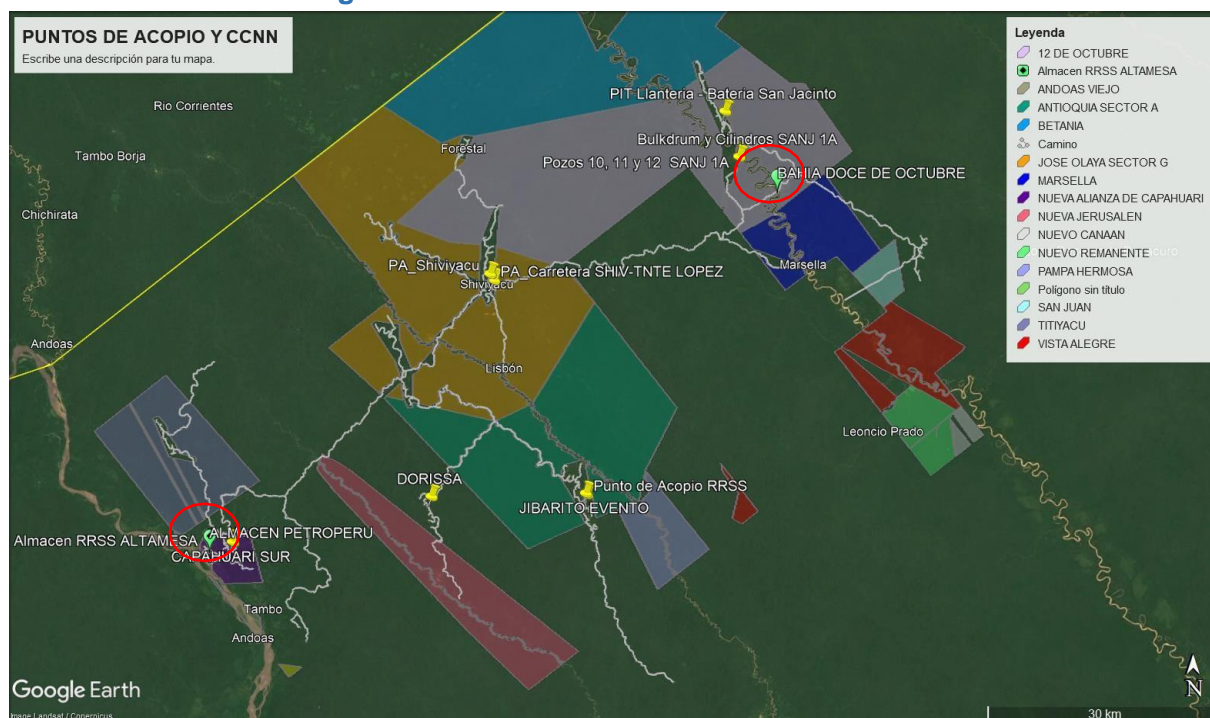 PUNTOS DE ACOPIO Y CCNN
Escribe una descripción para tu mapa.
Leyenda
12 DE OCTUBRE
Almacen RRSS ALTAMESA
ANDOAS VIEJO
ANTIOQUIA SECTOR A
BETANIA
Camino
JOSE OLAYA SECTOR G
MARSELLA
NUEVA ALIANZA DE CAPAHUARI
NUEVA JERUSALEN
NUEVO CANAAN
NUEVO REMANENTE
PAMPA HERMOSA
Polígono sin título
SAN JUAN
TITIYACU
VISTA ALEGRE
PIT Llanteria - Bateria San Jacinto
Rio Corrientes
Bulkdrum y Cilindros SANJ 1A
Forestal
Tambo Borja
Pozos 10, 11 y 12 SANJ 1A
BAHIA DOCE DE OCTUBRE
Chichirata
PA_Shiviyacu
PA_Carretera SHIV-TNTE LOPEZ
Marsella
Shiviyacu
Andoas
Lisbón
Leoncio Prado
DORISSA
Punto de Acopio RRSS
JIBARITO EVENTO
ALMACEN PETROPERU
Almacen RRSS ALTAMESA
CAPAHUARI SUR
Tambo
Andoas
Google Earth
Image Landsat / Copernicus
N
30 km